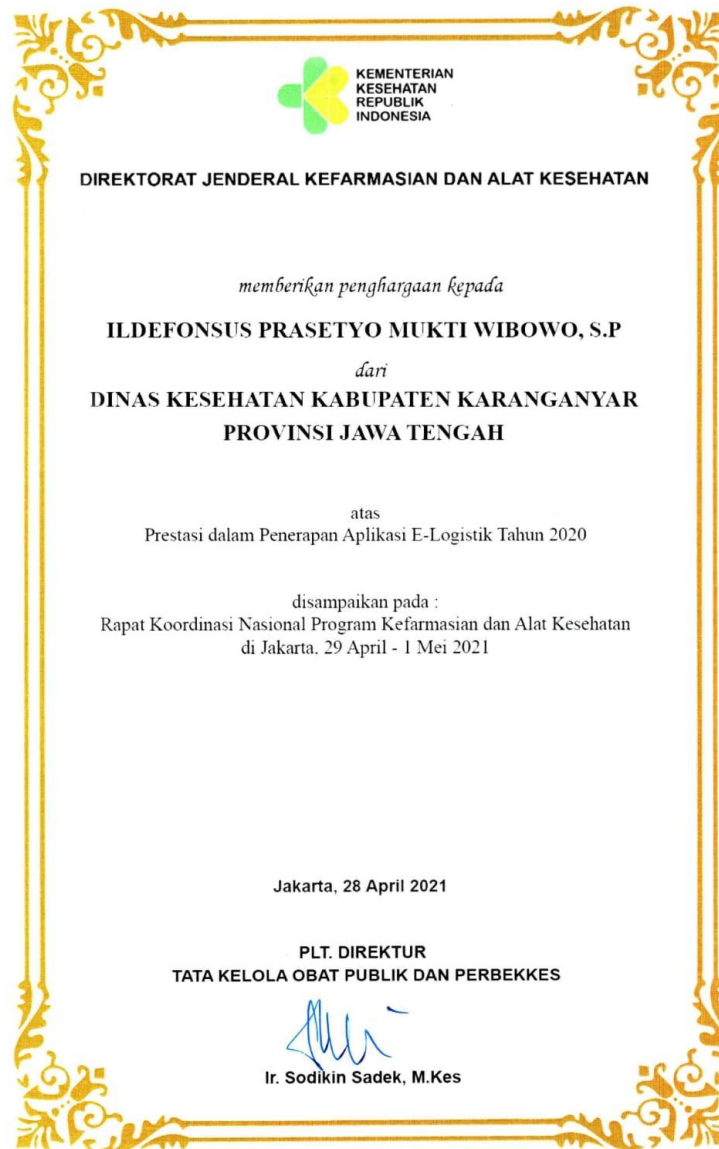 KEMENTERIAN
KESEHATAN
REPUBLIK
INDONESIA
DIREKTORAT JENDERAL KEFARMASIAN DAN ALAT KESEHATAN
memberikan penghargaan kepada
ILDEFONSUS PRASETYO MUKTI WIBOWO, S.P
dari
DINAS KESEHATAN KABUPATEN KARANGANYAR
PROVINSI JAWA TENGAH
atas
Prestasi dalam Penerapan Aplikasi E-Logistik Tahun 2020
disampaikan pada :
Rapat Koordinasi Nasional Program Kefarmasian dan Alat Kesehatan
di Jakarta, 29 April - 1 Mei 2021
Jakarta, 28 April 2021
PLT. DIREKTUR
TATA KELOLA OBAT PUBLIK DAN PERBEKKES
Ir. Sodikin Sadek, M.Kes